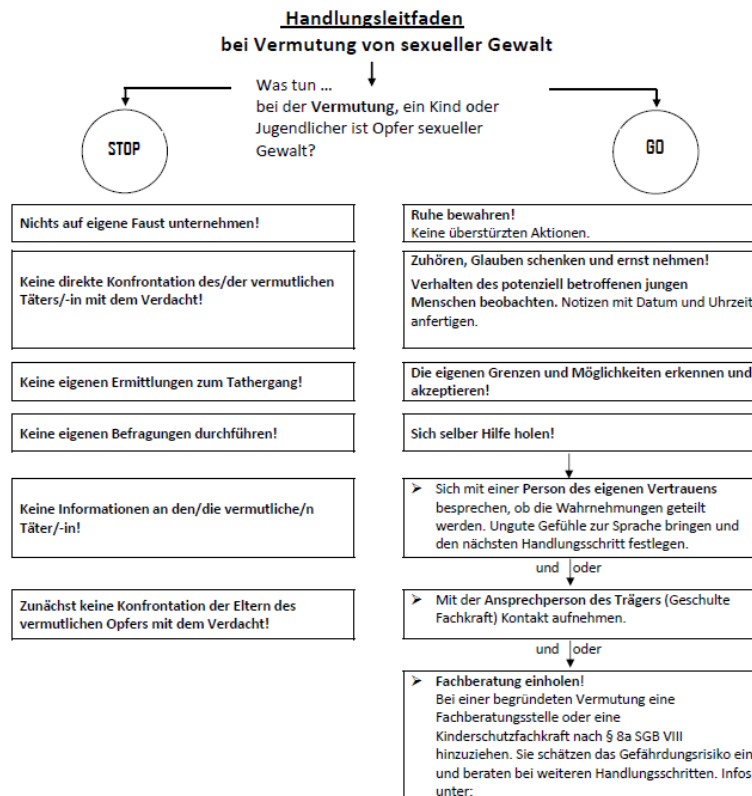 Handlungsleitfaden
bei Vermutung von sexueller Gewalt
Was tun ...
bei der Vermutung, ein Kind oder
Jugendlicher ist Opfer sexueller
Gewalt?
STOP
GO
Nichts auf eigene Faust unternehmen!
Keine direkte Konfrontation des/der vermutlichen
Täters/-in mit dem Verdacht!
Keine eigenen Ermittlungen zum Tathergang!
Keine eigenen Befragungen durchführen!
Keine Informationen an den/die vermutliche/n
Täter/-in!
Zunächst keine Konfrontation der Eltern des
vermutlichen Opfers mit dem Verdacht!
Ruhe bewahren!
Keine überstürzten Aktionen.
Zuhören, Glauben schenken und ernst nehmen!
Verhalten des potenziell betroffenen jungen
Menschen beobachten. Notizen mit Datum und Uhrzeit
anfertigen.
Die eigenen Grenzen und Möglichkeiten erkennen und
akzeptieren!
Sich selber Hilfe holen!
➢ Sich mit einer Person des eigenen Vertrauens
besprechen, ob die Wahrnehmungen geteilt
werden. Ungute Gefühle zur Sprache bringen und
den nächsten Handlungsschritt festlegen.
und oder
➢ Mit der Ansprechperson des Trägers (Geschulte
Fachkraft) Kontakt aufnehmen.
und oder
➢ Fachberatung einholen!
Bei einer begründeten Vermutung eine
Fachberatungsstelle oder eine
Kinderschutzfachkraft nach § 8a SGB VIII
hinzuziehen. Sie schätzen das Gefährdungsrisiko ein
und beraten bei weiteren Handlungsschritten. Infos
unter: